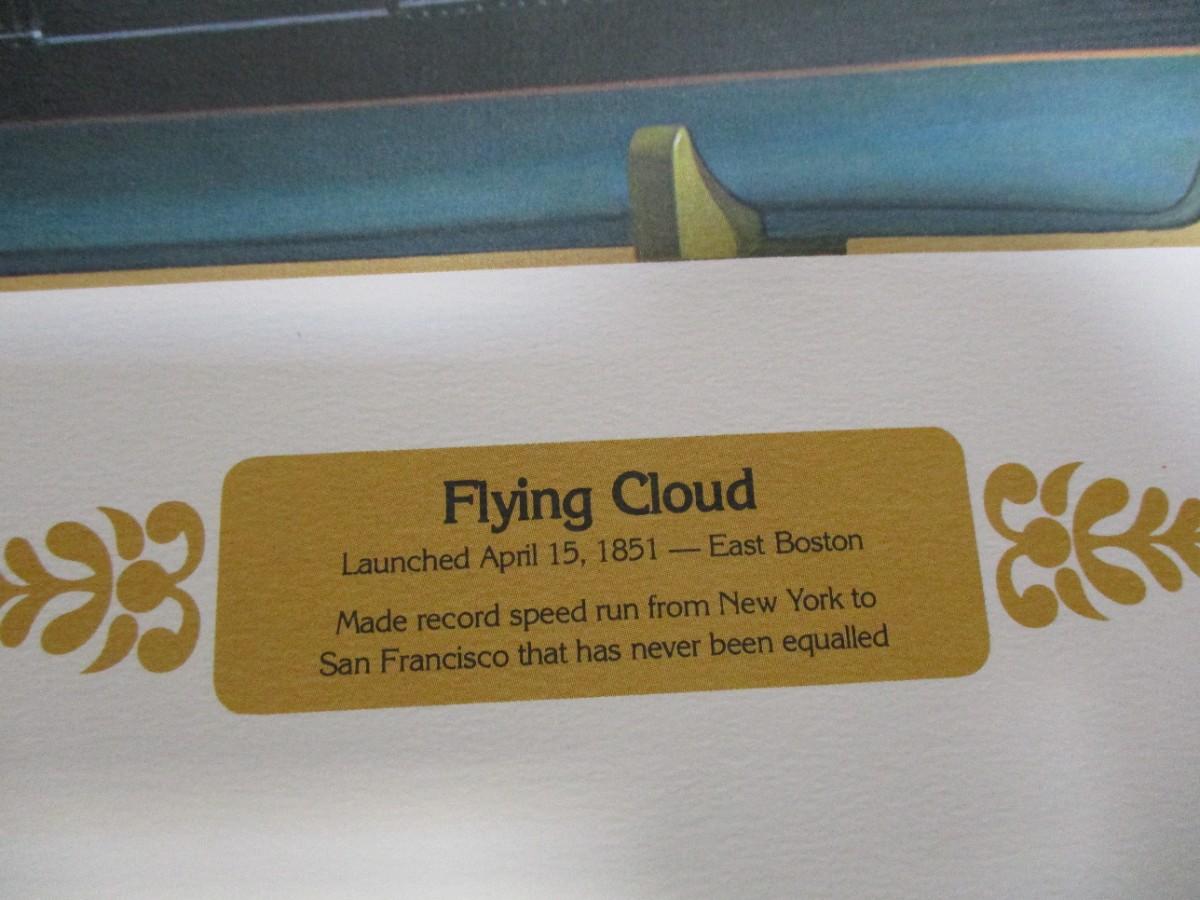 Flying Cloud
Launched April 15, 1851 — East Boston
Made record speed run from New York to
San Francisco that has never been equalled